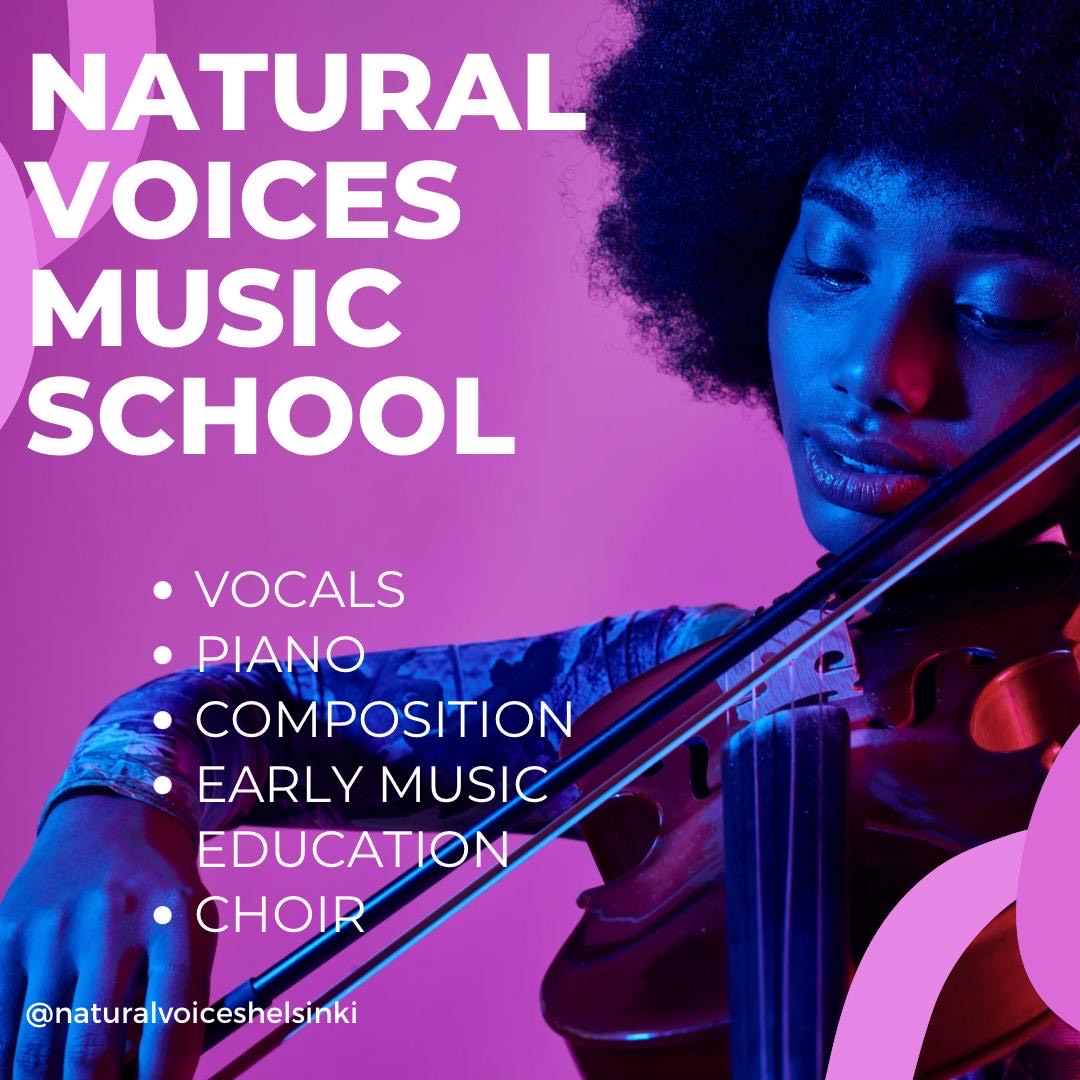 NATURAL
VOICES
MUSIC
SCHOOL
• VOCALS
• PIANO
• COMPOSITION
• EARLY MUSIC
EDUCATION
• CHOIR
@naturalvoiceshelsinki